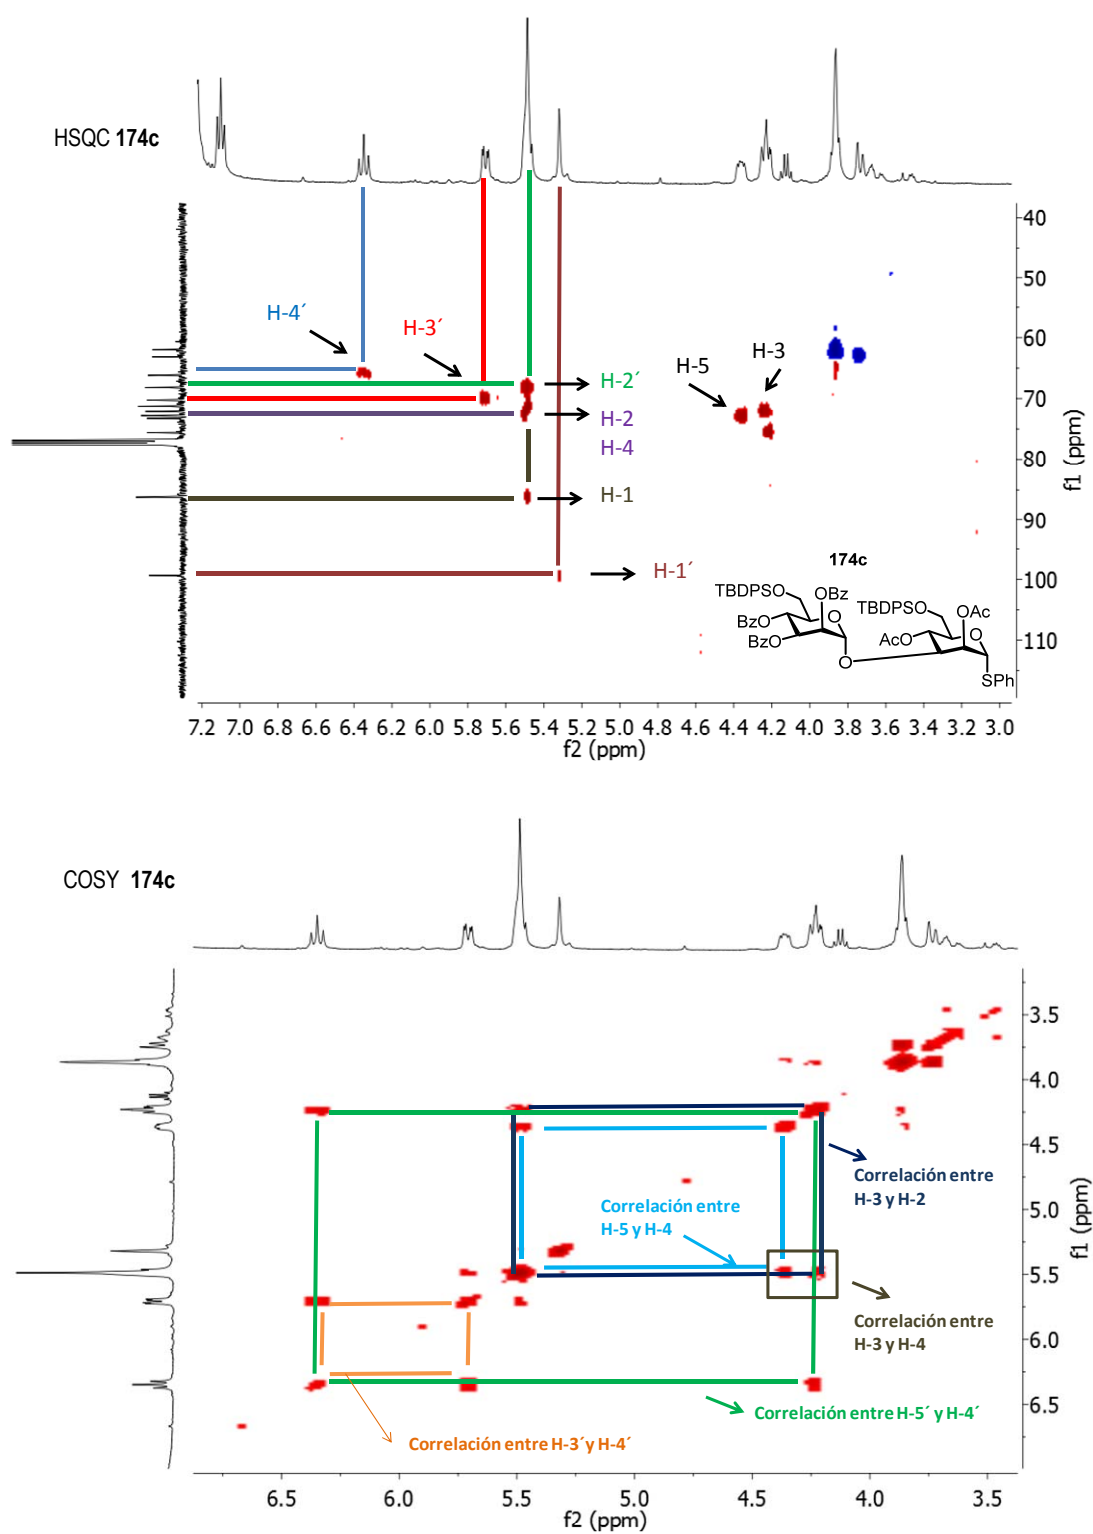 HSQC 174c
40
50
60
70
80
90
100
110
f1 (ppm)
H-4´
H-3´
H-5
H-3
H-2´
H-2
H-4
H-1
H-1´
174c
TBDPSO
OBz
BzO
BzO
O
O
TBDPSO
OAc
AcO
O
SPh
7.2 7.0 6.8 6.6 6.4 6.2 6.0 5.8 5.6 5.4 5.2 5.0 4.8 4.6 4.4 4.2 4.0 3.8 3.6 3.4 3.2 3.0
f2 (ppm)
COSY 174c
3.5
4.0
4.5
5.0
5.5
6.0
6.5
f1 (ppm)
Correlación entre
H-3 y H-2
Correlación entre
H-5 y H-4
Correlación entre
H-3 y H-4
Correlación entre H-5´ y H-4´
Correlación entre H-3´y H-4´
6.5 6.0 5.5 5.0 4.5 4.0 3.5
f2 (ppm)